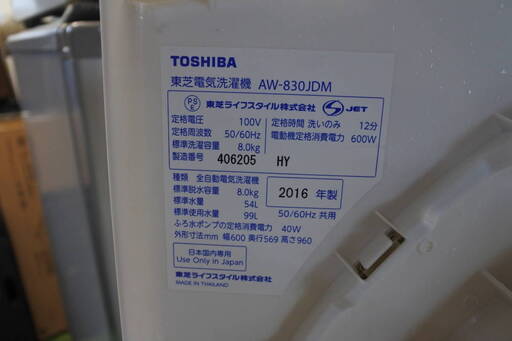 TOSHIBA
東芝電気洗濯機 AW-830JDM
PS E 東芝ライフスタイル株式会社 S JET
定格電圧 100V 定格時間 洗いのみ 12分
定格周波数 50/60Hz 電動機定格消費電力 600W
標準洗濯容量 8.0kg
製造番号 406205 HY
種類 全自動電気洗濯機
標準脱水容量 8.0kg 2016 年製
標準水量 54L
標準使用水量 99L 50/60Hz 共用
ふろ水ポンプの定格消費電力 40W
外形寸法mm 幅600 奥行569 高さ960
日本国内専用
Use Only in Japan
東芝ライフスタイル株式会社
MADE IN THAILAND